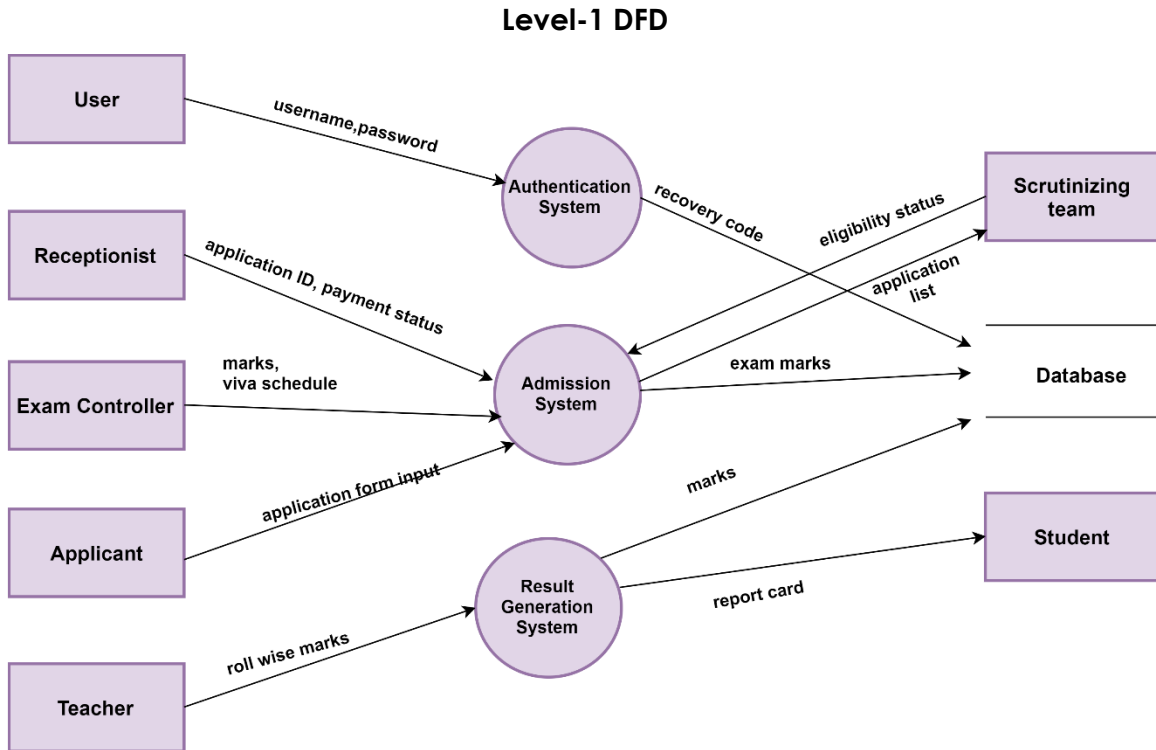 Level-1 DFD
User
username,password
Authentication
System
recovery code
Scrutinizing
team
eligibility status
Receptionist
application ID, payment status
application
list
Exam Controller
marks,
viva schedule
Admission
System
exam marks
Database
application form input
Applicant
marks
Student
Result
Generation
System
report card
roll wise marks
Teacher